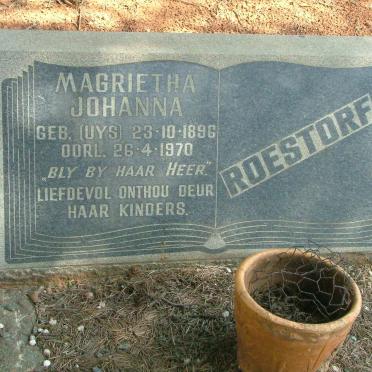 MAGRIETHA
JOHANNA
GEB. (UYS) 23-10-1896
OORL. 26-4-1970
„BLY BY HAAR HEER."
LIEFDEVOL ONTHOU DEUR
HAAR KINDERS.
ROESTORF